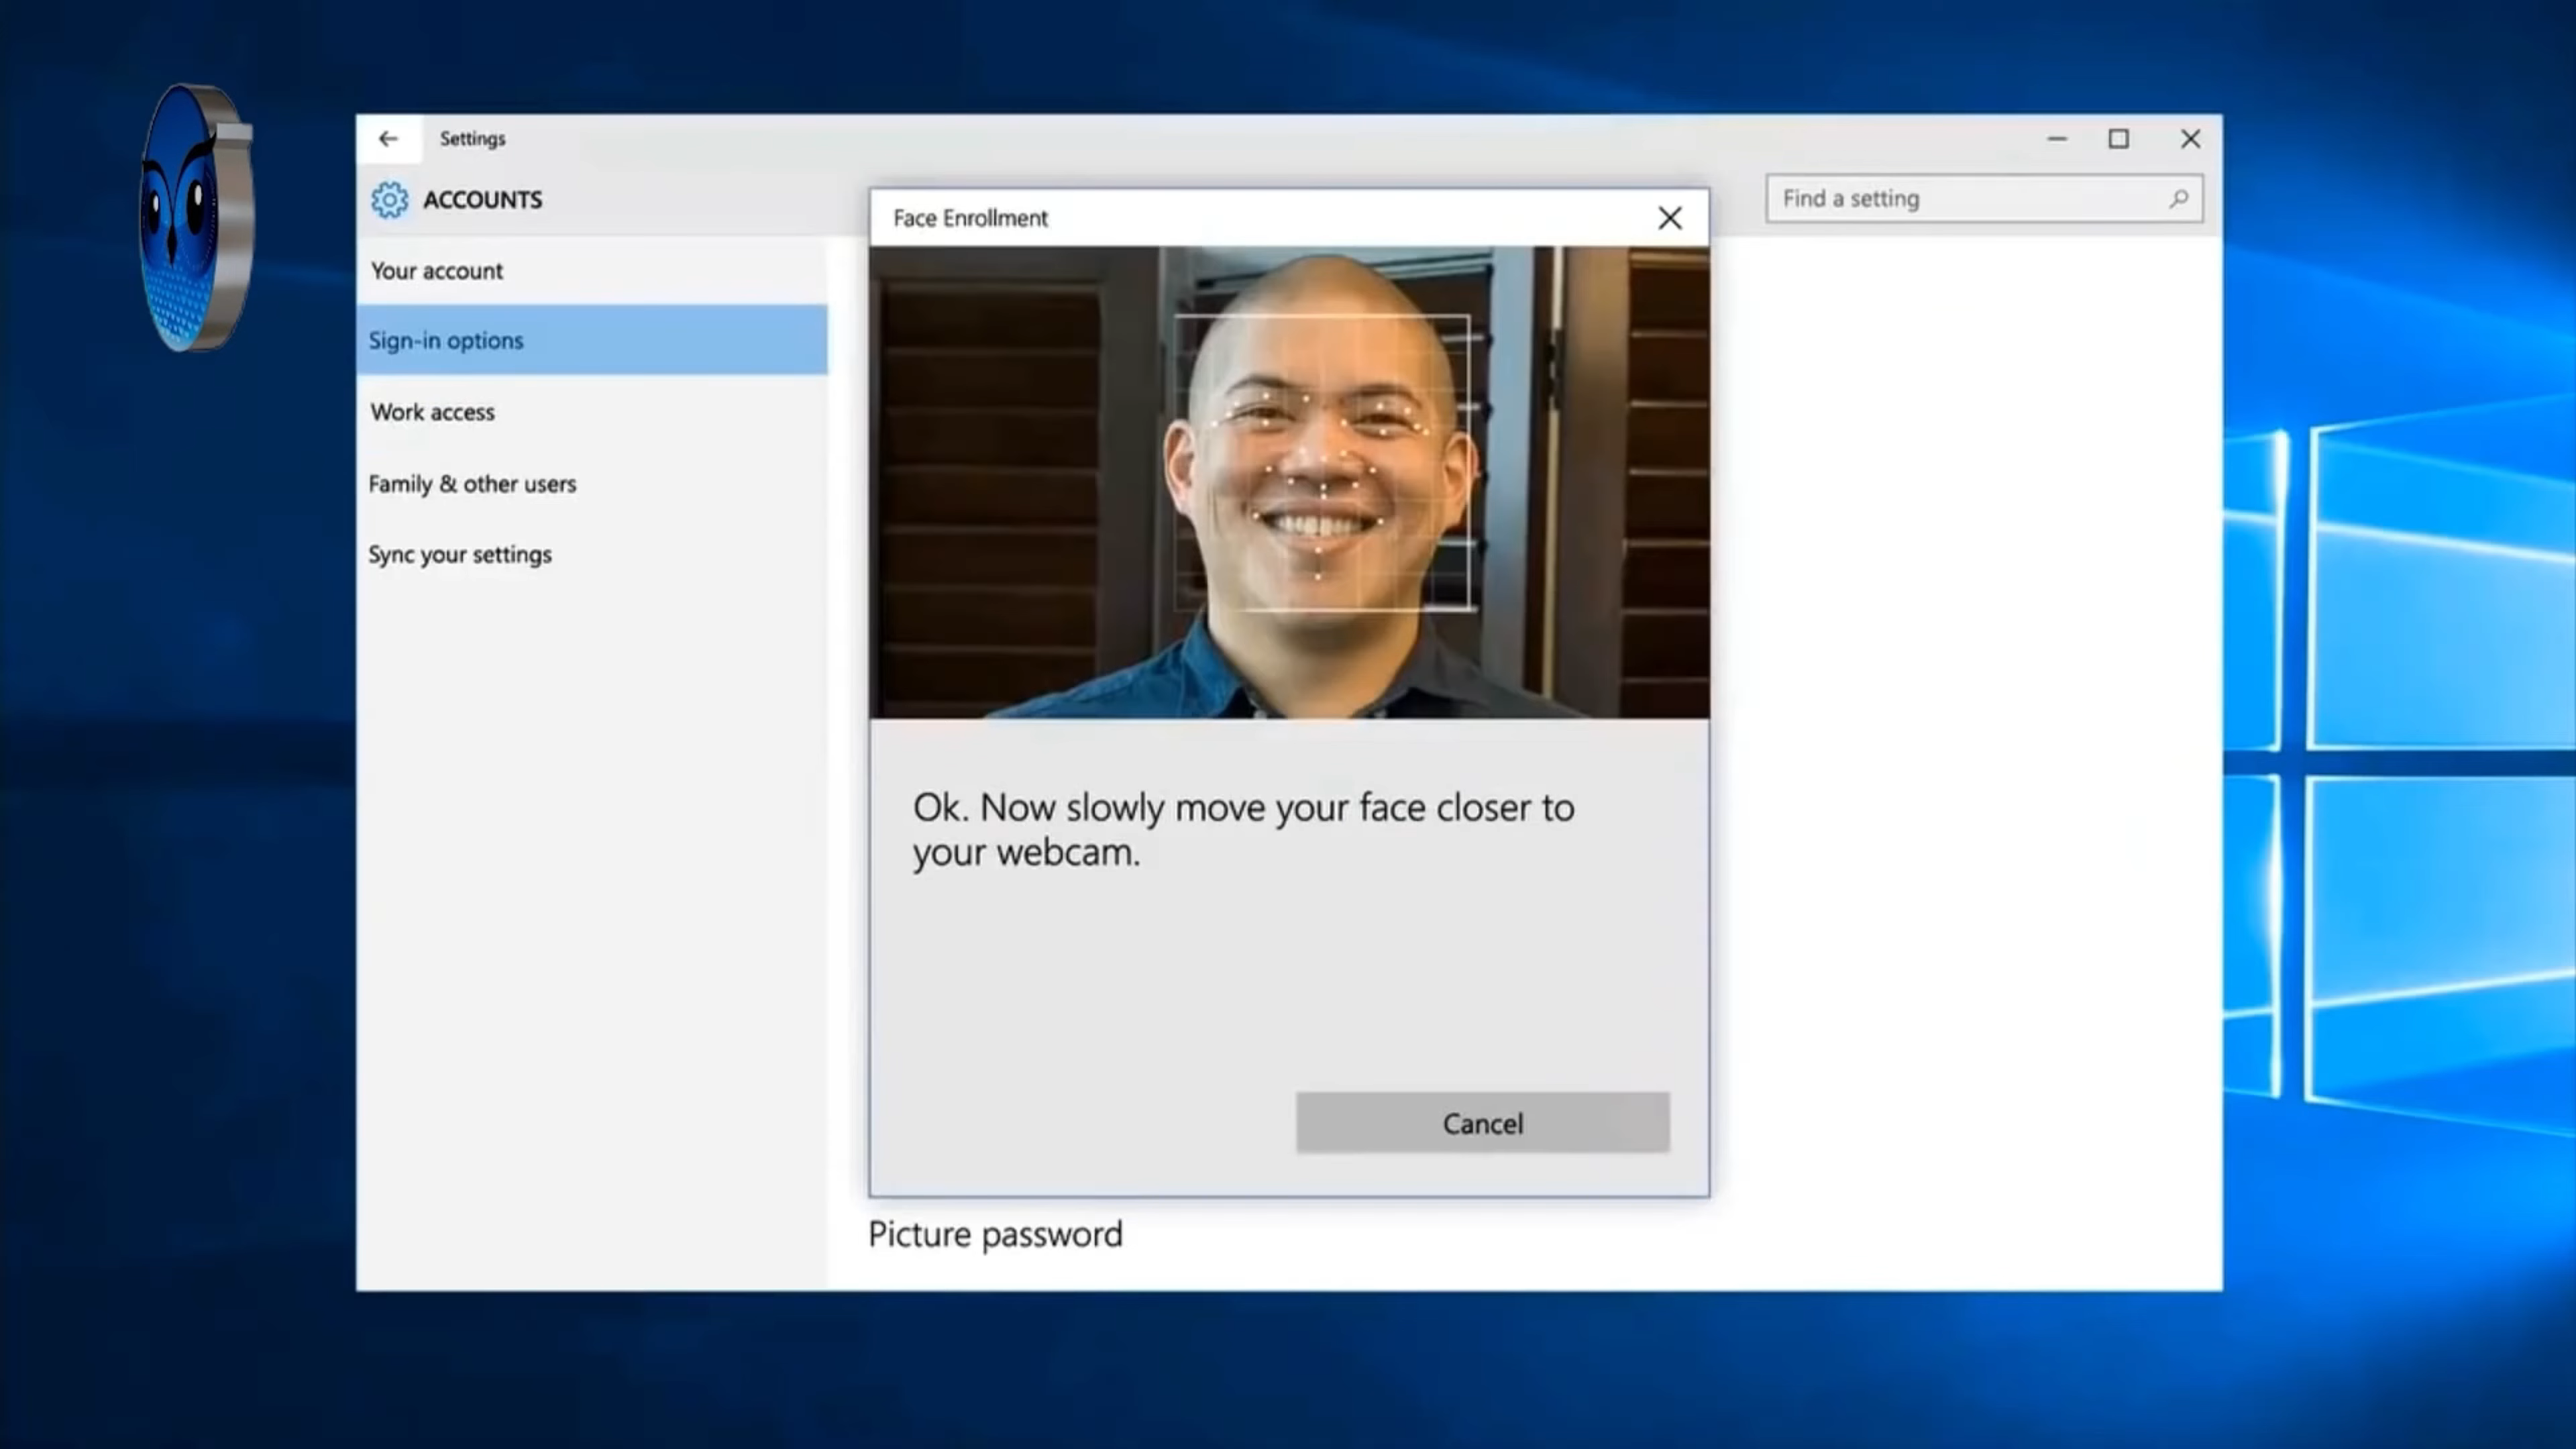 Settings
ACCOUNTS
Find a setting
Your account
Sign-in options
Work access
Family & other users
Sync your settings
Face Enrollment
Ok. Now slowly move your face closer to
your webcam.
Cancel
Picture password